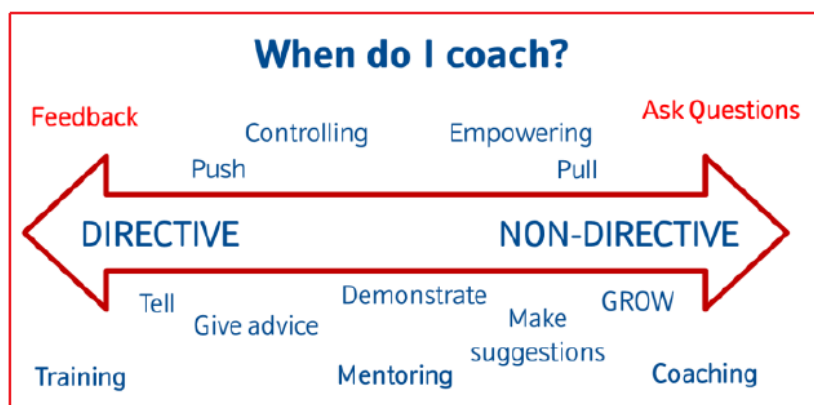 When do I coach?
Feedback
Ask Questions
Controlling
Empowering
Push
Pull
DIRECTIVE
NON-DIRECTIVE
Tell
Give advice
Demonstrate
Make
suggestions
GROW
Training
Mentoring
Coaching